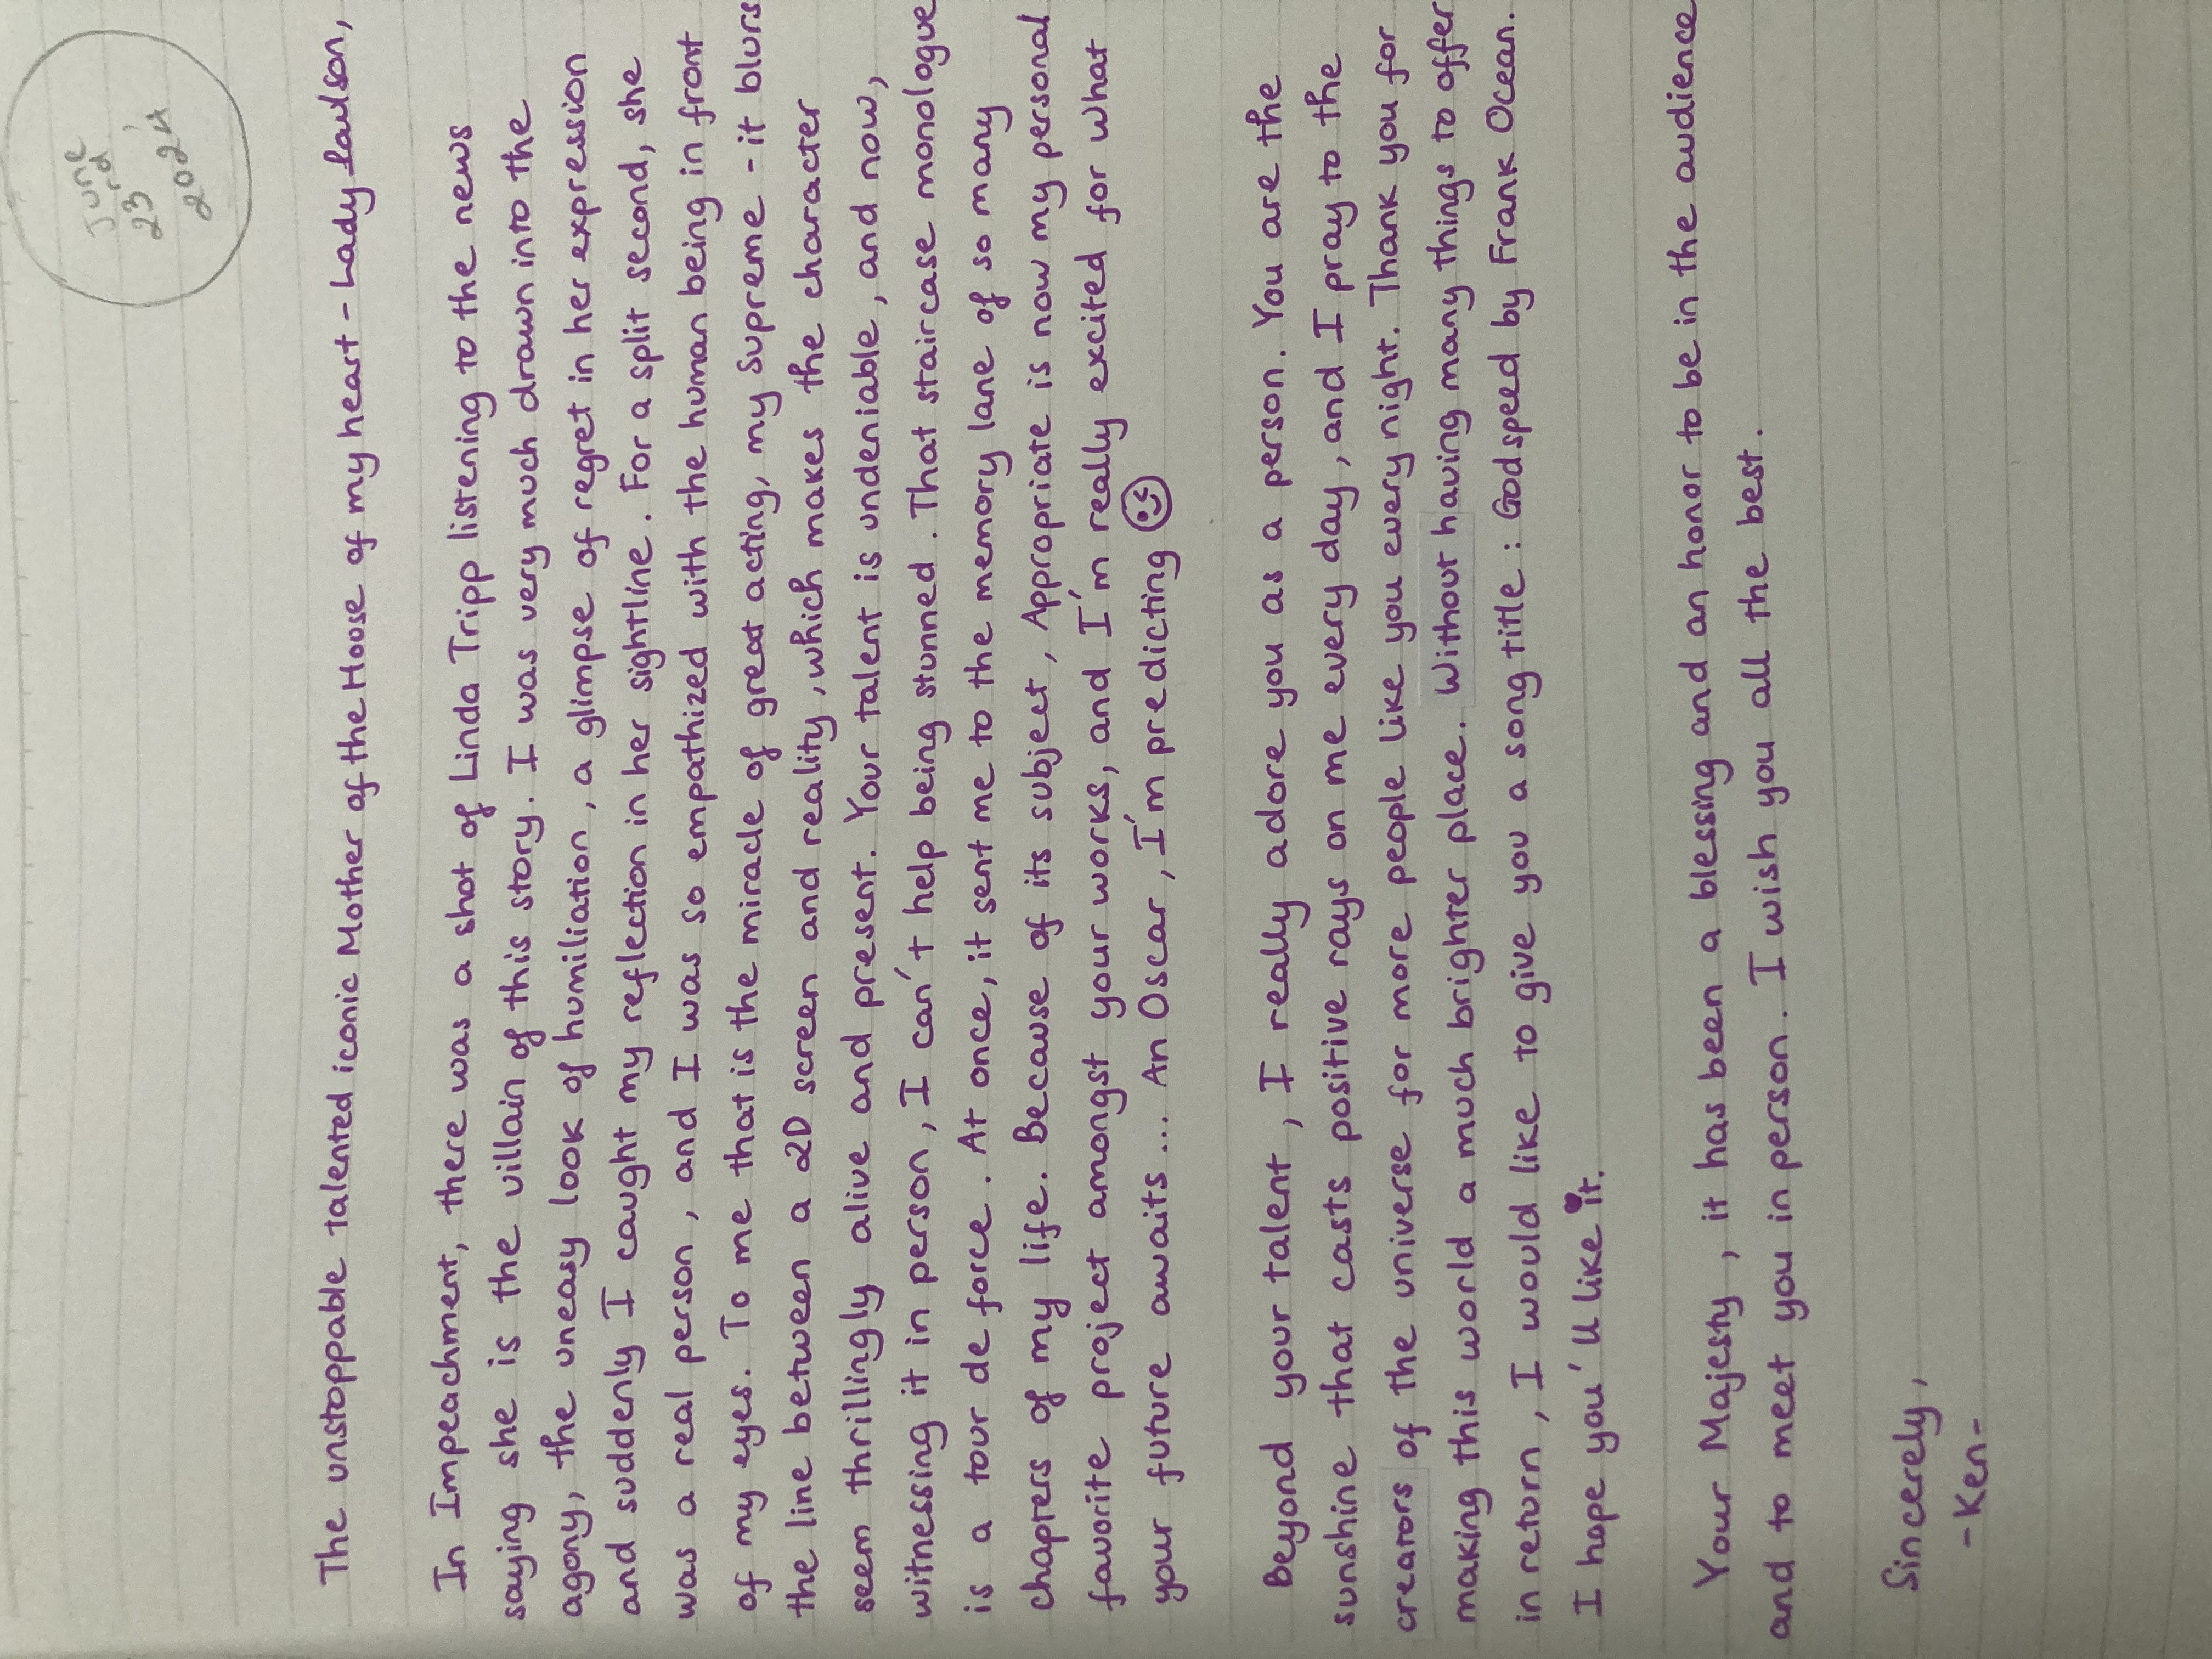 June
23rd,
2024
The unstoppable talented iconic Mother of the House of my heart - Lady Paulson,
In Impeachment, there was a shot of Linda Tripp listening to the news
saying she is the villain of this story. I was very much drawn into the
agony, the uneasy look of humiliation, a glimpse of regret in her expression
and suddenly I caught my reflection in her sightline. For a split second, she
was a real person, and I was so empathized with the human being in front
of my eyes. To me that is the miracle of great acting, my Supreme - it blurs
the line between a 2D screen and reality, which makes the character
seem thrillingly alive and present. Your talent is undeniable, and now,
witnessing it in person, I can't help being stunned. That staircase monologue
is a tour de force. At once, it sent me to the memory lane of so many
chapters of my life. Because of its subject, Appropriate is now my personal
favorite project amongst your works, and I'm really excited for what
your future awaits... An Oscar, I'm predicting
Beyond your talent, I really adore you as a person. You are the
sunshine that casts positive rays on me every day, and I pray to the
creators of the universe for more people like you every night. Thank you for
making this world a much brighter place. Without having many things to offer
in return, I would like to give you a song title: Godspeed by Frank Ocean.
I hope you'll like it.
Your Majesty, it has been a blessing and an honor to be in the audience
and to meet you in person. I wish you all the best.
Sincerely,
-Ken-